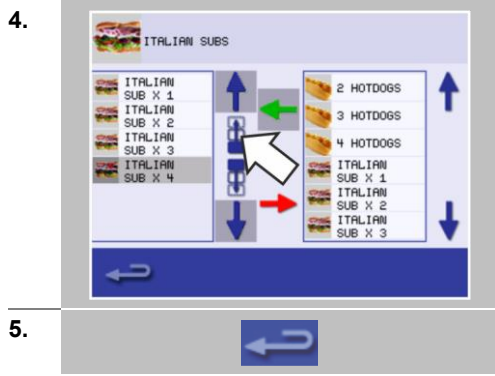 4.
ITALIAN SUBS
ITALIAN
SUB X 1
ITALIAN
SUB X 2
ITALIAN
SUB X 3
ITALIAN
SUB X 4
2 HOTDOGS
3 HOTDOGS
4 HOTDOGS
ITALIAN
SUB X 1
ITALIAN
SUB X 2
ITALIAN
SUB X 3
5.